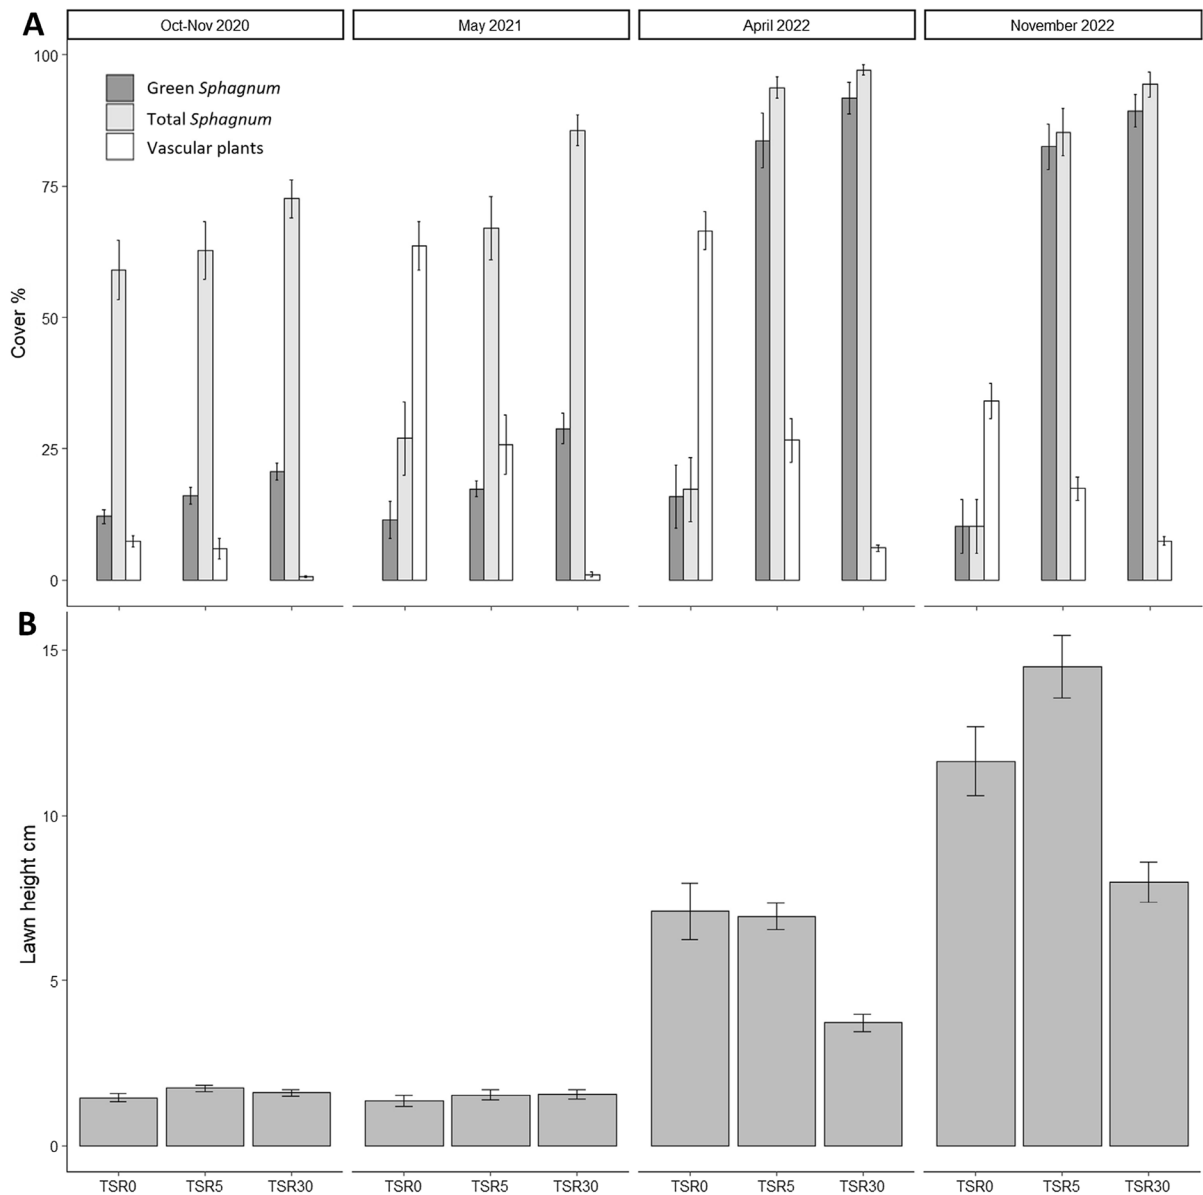 A
Oct-Nov 2020 May 2021 April 2022 November 2022
100
75
50
25
0
Cover %
Green Sphagnum
Total Sphagnum
Vascular plants
B
15
10
5
0
Lawn height cm
TSR0 TSR5 TSR30 TSR0 TSR5 TSR30 TSR0 TSR5 TSR30 TSR0 TSR5 TSR30